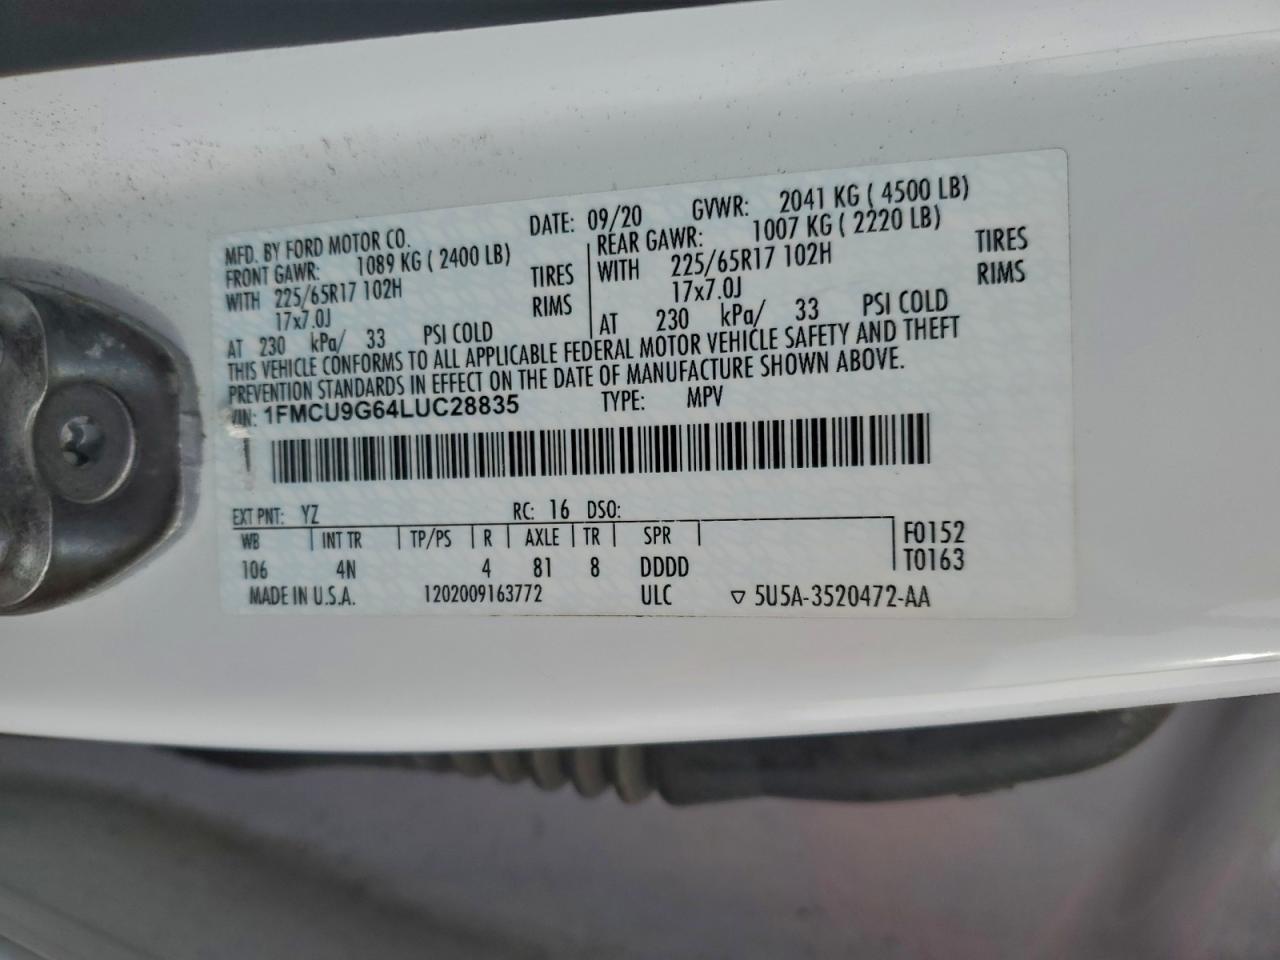 MFD. BY FORD MOTOR CO. DATE: 09/20 GVWR: 2041 KG ( 4500 LB)
FRONT GAWR: 1089 KG ( 2400 LB) REAR GAWR: 1007 KG ( 2220 LB)
WITH 225/65R17 102H TIRES WITH 225/65R17 102H TIRES
17x7.0J RIMS 17x7.0J RIMS
AT 230 kPa/ 33 PSI COLD AT 230 kPa/ 33 PSI COLD
THIS VEHICLE CONFORMS TO ALL APPLICABLE FEDERAL MOTOR VEHICLE SAFETY AND THEFT
PREVENTION STANDARDS IN EFFECT ON THE DATE OF MANUFACTURE SHOWN ABOVE.
VIN: 1FMCU9G64LUC28835 TYPE: MPV
EXT PNT: YZ RC: 16 DSO:
WB INT TR TP/PS R AXLE TR SPR F0152
106 4N 4 81 8 DDDD T0163
MADE IN U.S.A. 1202009163772 ULC ▽ 5U5A-3520472-AA